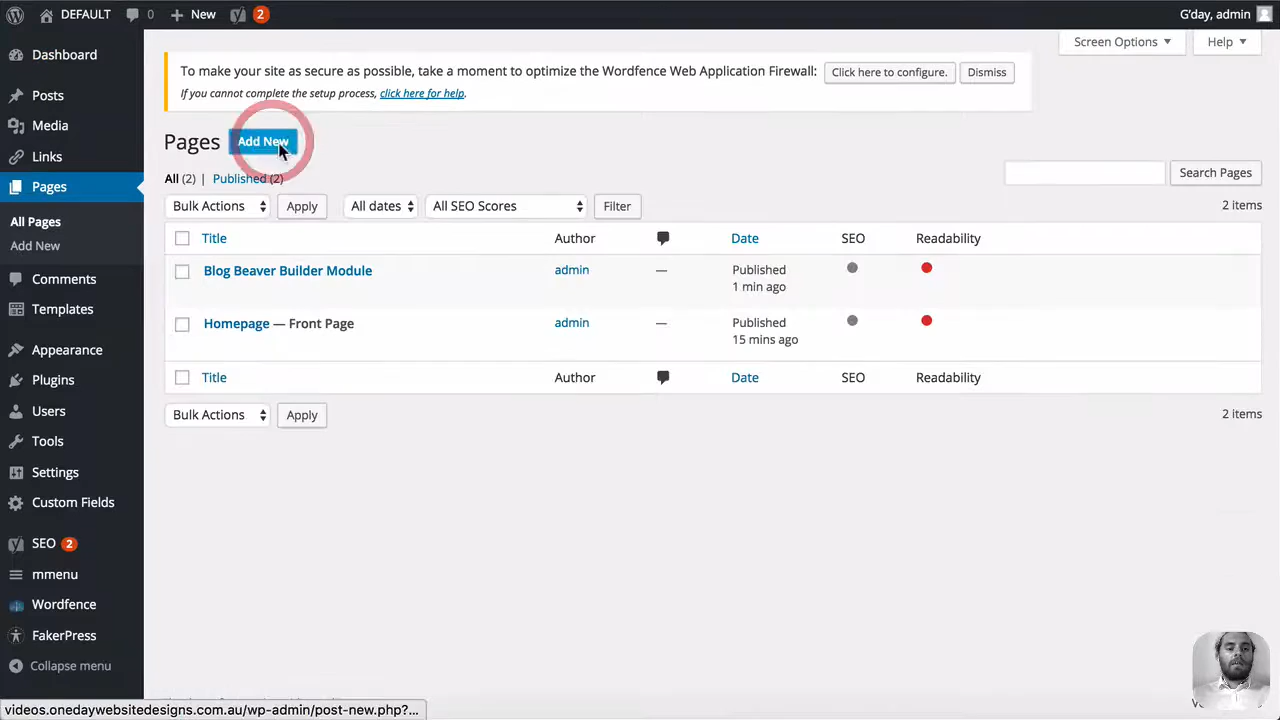 DEFAULT 0 New 2 G'day, admin
Screen Options Help
Dashboard
Posts
Media
Links
Pages
All Pages
Add New
Comments
Templates
Appearance
Plugins
Users
Tools
Settings
Custom Fields
SEO 2
mmenu
Wordfence
FakerPress
Collapse menu
To make your site as secure as possible, take a moment to optimize the Wordfence Web Application Firewall: Click here to configure. Dismiss
If you cannot complete the setup process, click here for help.
Pages Add New
All (2) | Published (2)
Search Pages
Bulk Actions Apply All dates All SEO Scores Filter 2 items
Title Author Date SEO Readability
Blog Beaver Builder Module admin — Published
1 min ago
Homepage — Front Page admin — Published
15 mins ago
Title Author Date SEO Readability
Bulk Actions Apply 2 items
videos.onedaywebsitedesigns.com.au/wp-admin/post-new.php?...